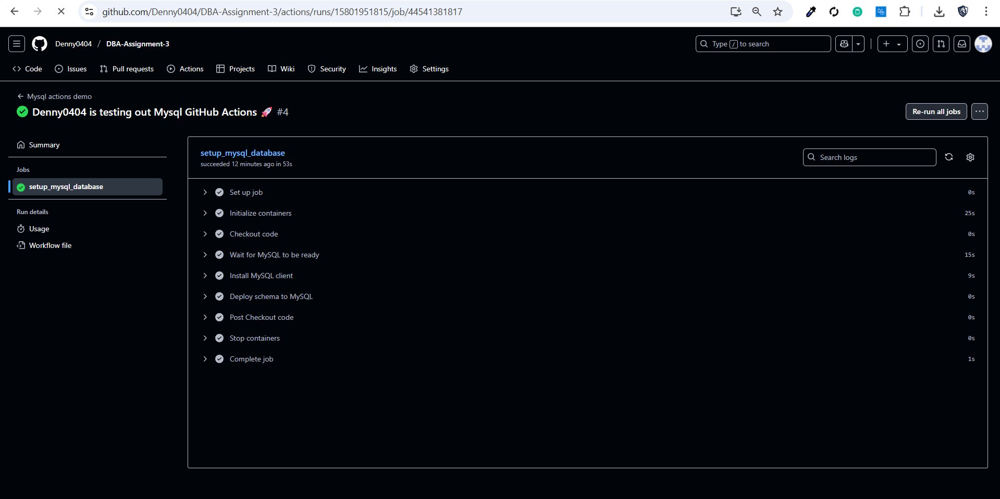 github.com/Denny0404/DBA-Assignment-3/actions/runs/15801951815/job/44541381817
Denny0404 / DBA-Assignment-3
Type / to search
Code Issues Pull requests Actions Projects Wiki Security Insights Settings
Mysql actions demo
Denny0404 is testing out Mysql GitHub Actions 🚀 #4
Re-run all jobs
Summary
Jobs
setup_mysql_database
Run details
Usage
Workflow file
setup_mysql_database
succeeded 12 minutes ago in 53s
Search logs
Set up job 0s
Initialize containers 25s
Checkout code 0s
Wait for MySQL to be ready 15s
Install MySQL client 9s
Deploy schema to MySQL 0s
Post Checkout code 0s
Stop containers 0s
Complete job 1s